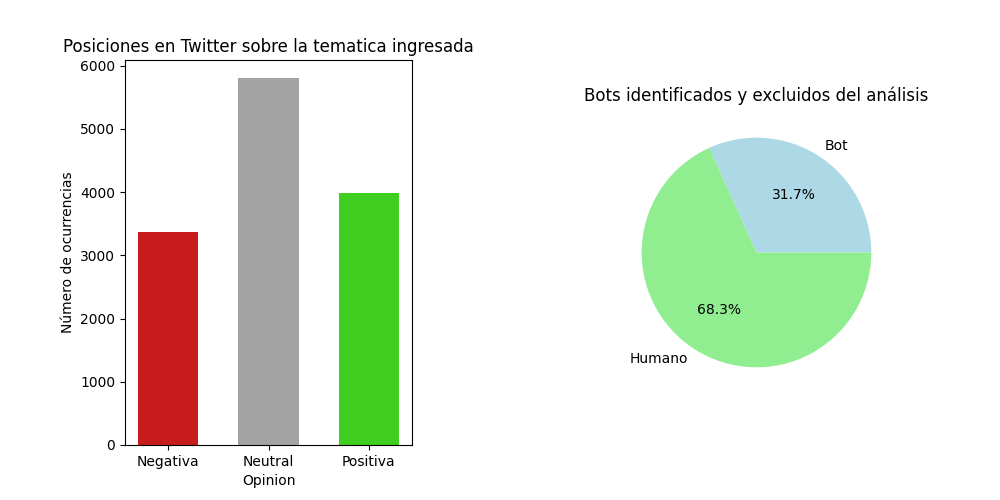 Posiciones en Twitter sobre la tematica ingresada
6000
5000
4000
3000
2000
1000
0
Número de ocurrencias
Negativa
Neutral
Positiva
Opinion
Bots identificados y excluidos del análisis
Bot
31.7%
68.3%
Humano